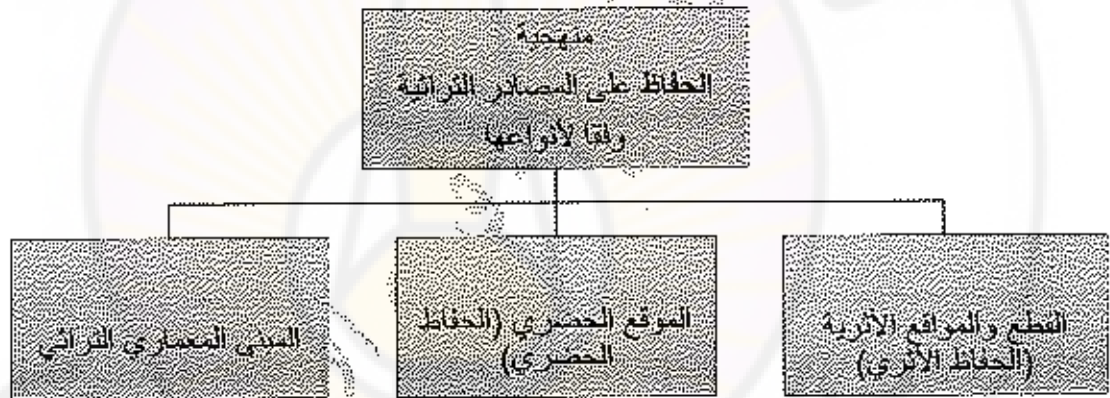 منهجية
الحفاظ على المصادر التراثية
وفقا لأنواعها
القطع والمواقع الأثرية
(الحفاظ الأثري)
الموقع الحضري (الحفاظ
الحضري)
المبنى المعماري التراثي